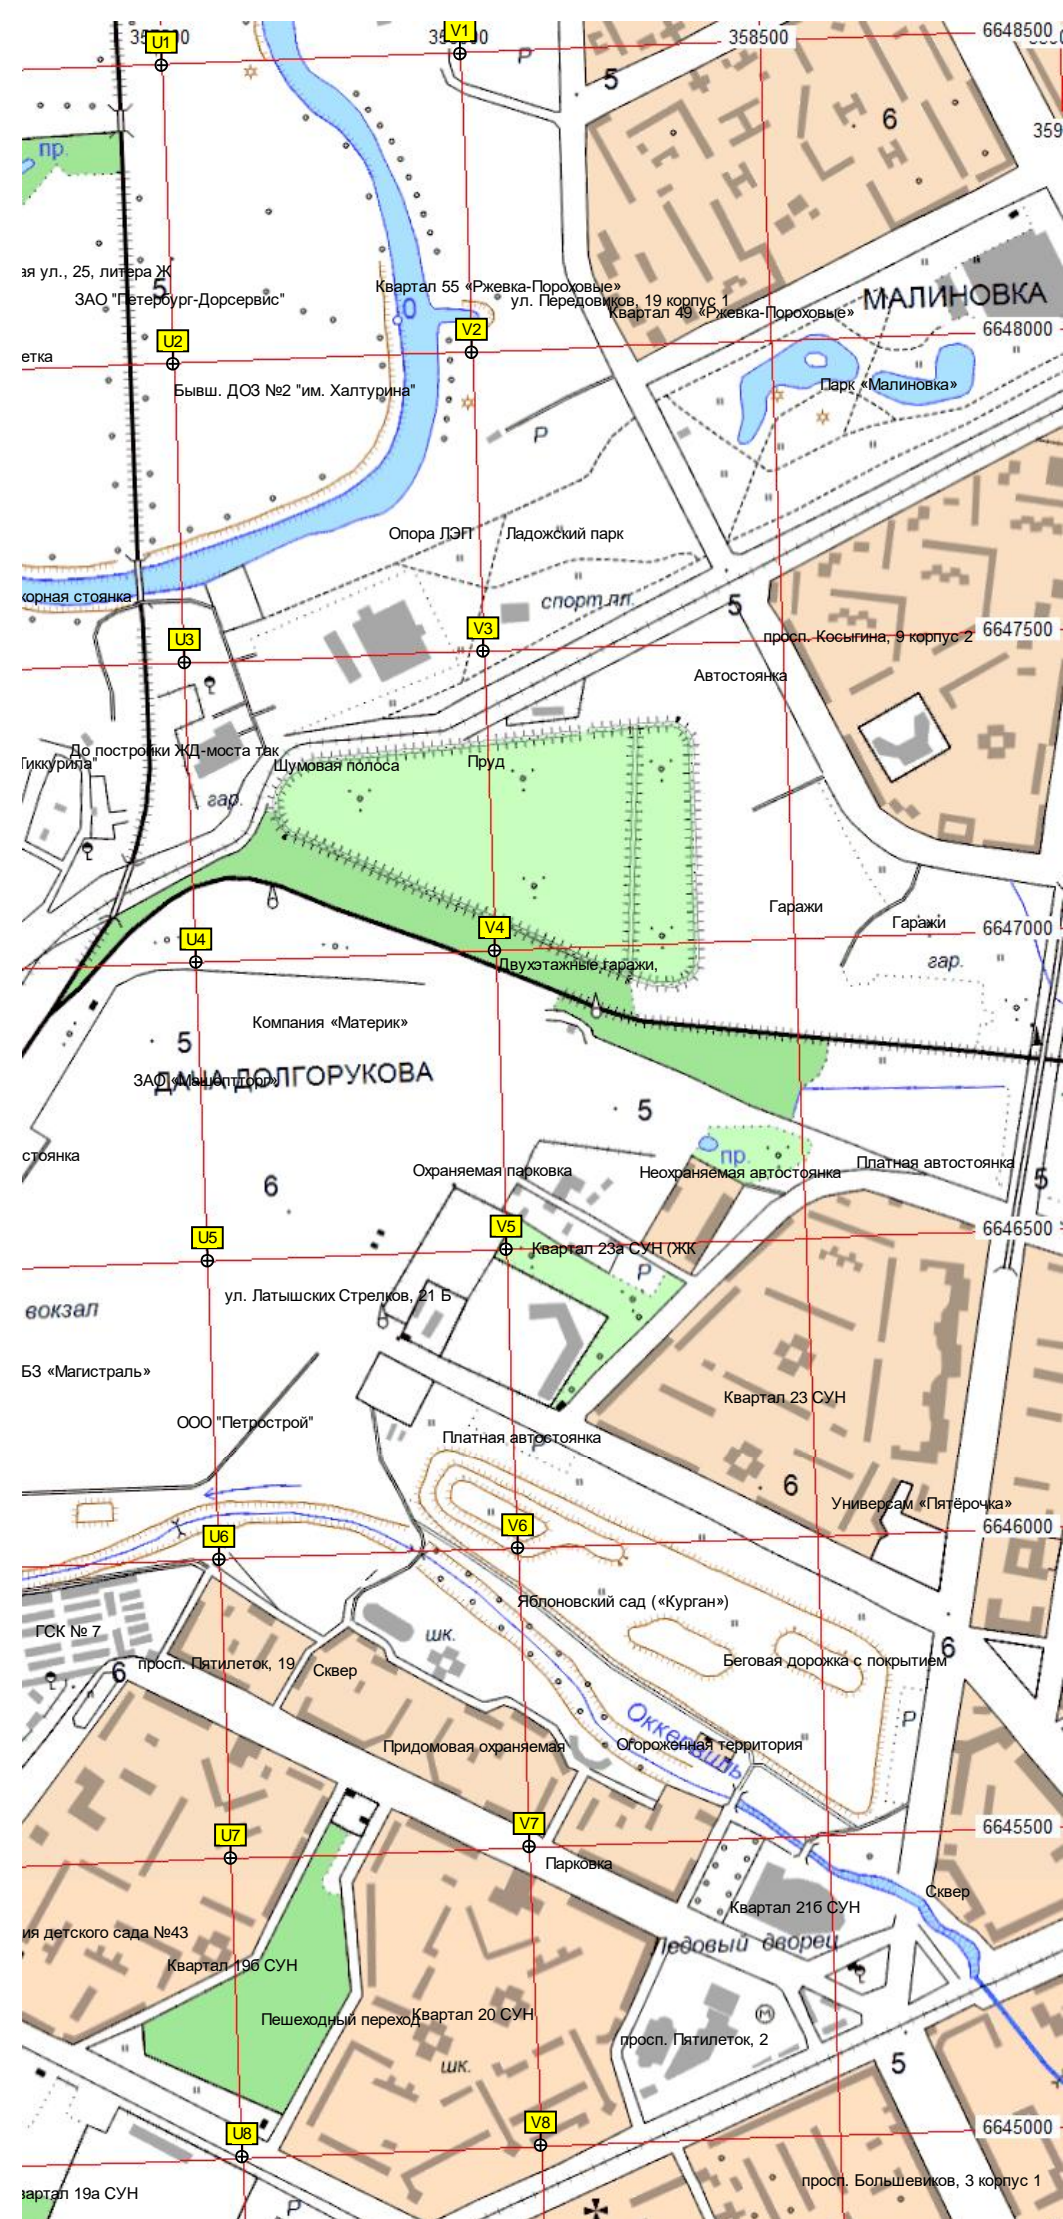 U1
V1
358500
6648500
P
5
6
359
пр.
МАЛИНОВКА
ая ул., 25, литера Ж
5
ЗАО "Петербург-Дорсервис"
Квартал 55 «Ржевка-Пороховые»
ул. Передовиков, 19 корпус 1
Квартал 49 «Ржевка-Пороховые»
0
U2
V2
6648000
етка
Бывш. ДОЗ №2 "им. Халтурина"
Парк «Малиновка»
P
Опора ЛЭП
Ладожский парк
корная стоянка
спорт.пл.
5
U3
V3
6647500
просп. Косыгина, 9 корпус 2
Автостоянка
До постройки ЖД-моста так
Тиккурила"
Шумовая полоса
Пруд
гар.
Гаражи
Гаражи
U4
V4
6647000
гар.
Двухэтажные гаражи,
Компания «Материк»
5
ДАЧА ДОЛГОРУКОВА
ЗАО «Машоптторг»
5
стоянка
пр.
Охраняемая парковка
Неохраняемая автостоянка
Платная автостоянка
5
6
U5
V5
6646500
Квартал 23а СУН (ЖК
P
ул. Латышских Стрелков, 21 Б
вокзал
БЗ «Магистраль»
Квартал 23 СУН
ООО "Петрострой"
Платная автостоянка
P
6
Универсам «Пятёрочка»
U6
V6
6646000
Яблоновский сад («Курган»)
ГСК № 7
шк.
6
просп. Пятилеток, 19
Сквер
6
Беговая дорожка с покрытием
P
Оккервиль
Придомовая охраняемая
Огороженная территория
U7
V7
6645500
Парковка
Сквер
Квартал 21б СУН
ия детского сада №43
Ледовый дворец
Квартал 19б СУН
Пешеходный переход
Квартал 20 СУН
М
просп. Пятилеток, 2
шк.
5
U8
V8
6645000
просп. Большевиков, 3 корпус 1
вартал 19а СУН
P